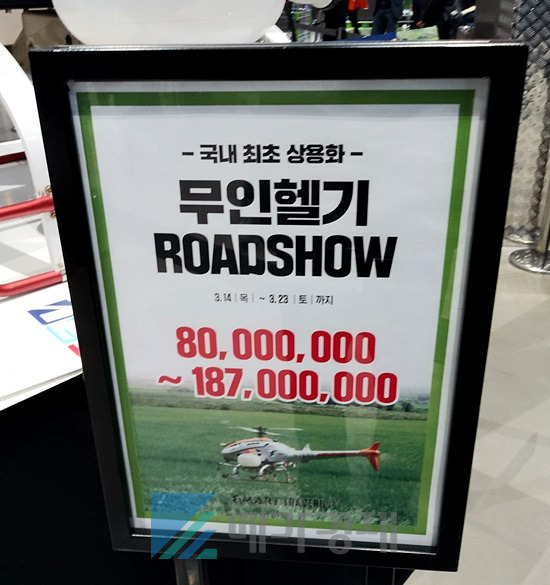 – 국내 최초 상용화 –
무인헬기
ROADSHOW
3.14 | 목 | ~ 3.23 | 토 | 까지
80,000,000
~ 187,000,000